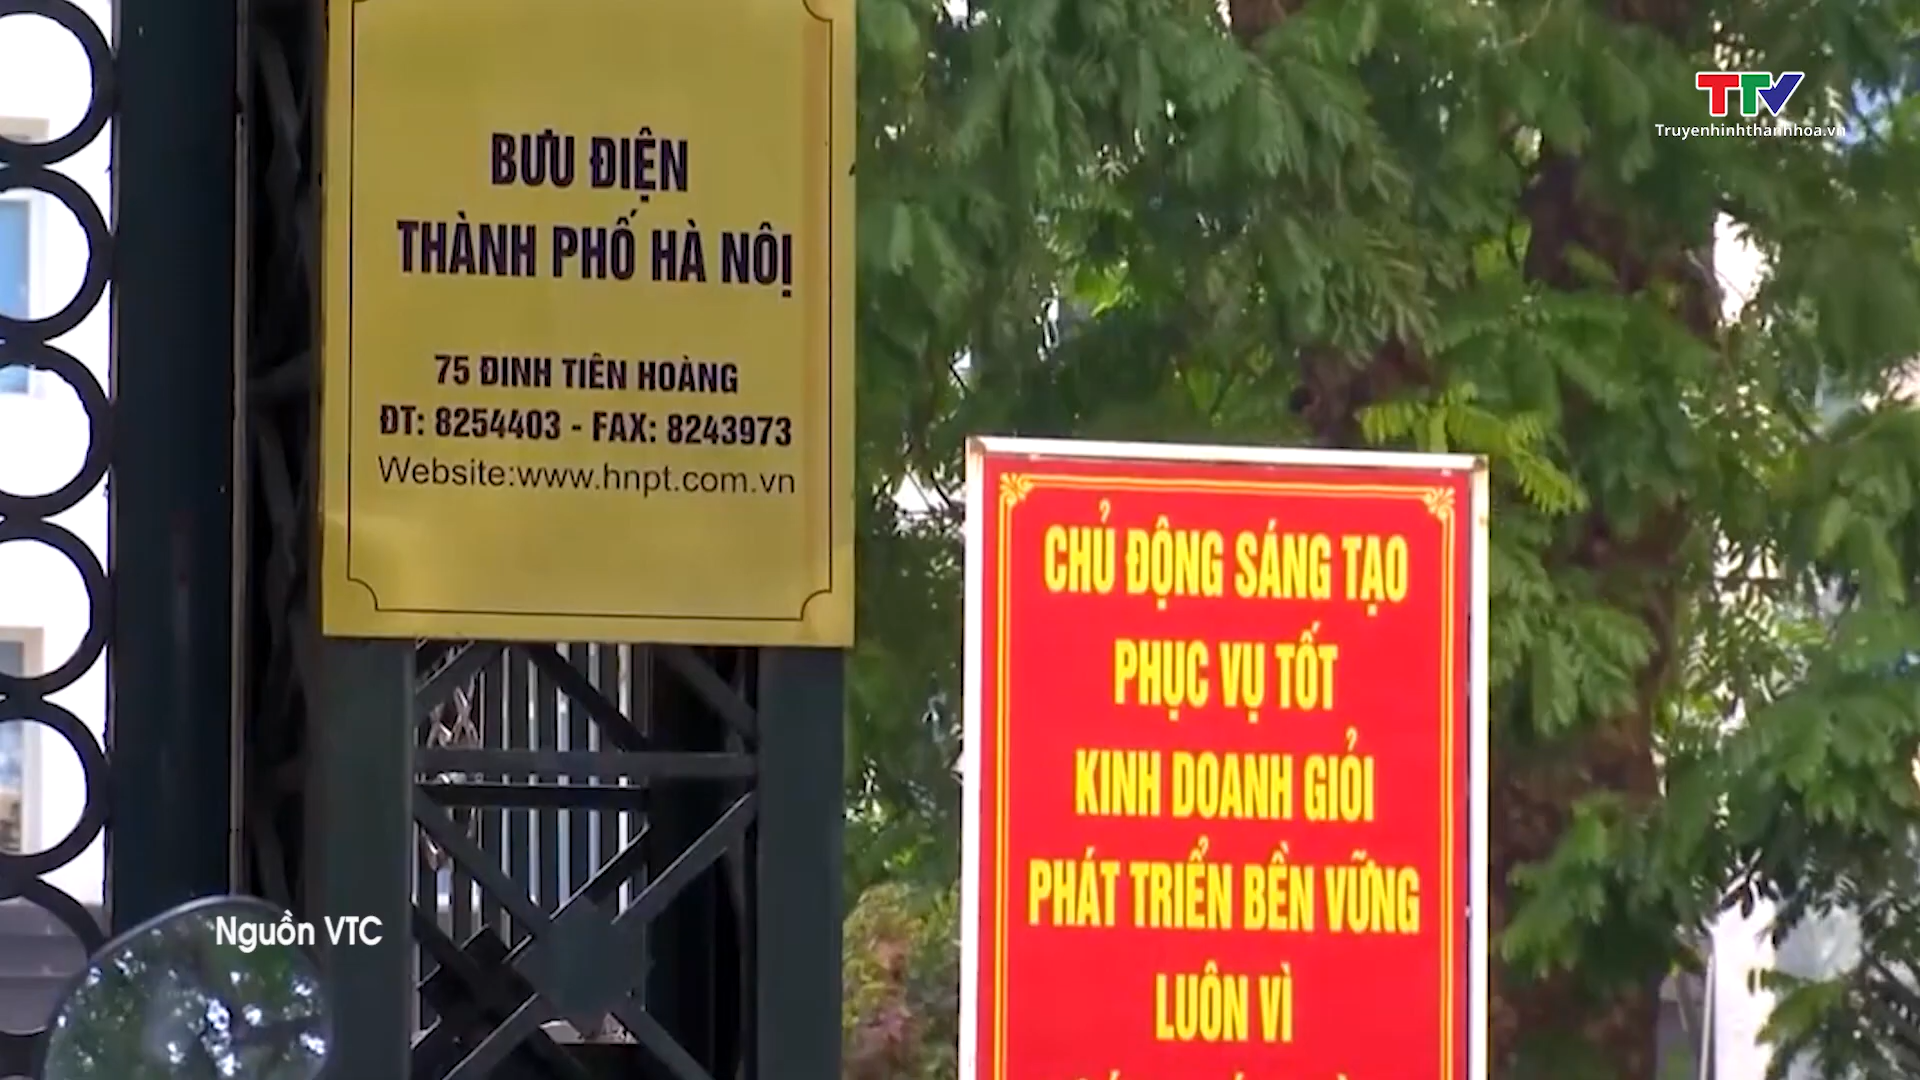 BƯU ĐIỆN
THÀNH PHỐ HÀ NỘI
75 ĐINH TIÊN HOÀNG
ĐT: 8254403 - FAX: 8243973
Website:www.hnpt.com.vn
TTV
Truyenhinhthanhhoa.vn
CHỦ ĐỘNG SÁNG TẠO
PHỤC VỤ TỐT
KINH DOANH GIỎI
PHÁT TRIỂN BỀN VỮNG
LUÔN VÌ
Nguồn VTC